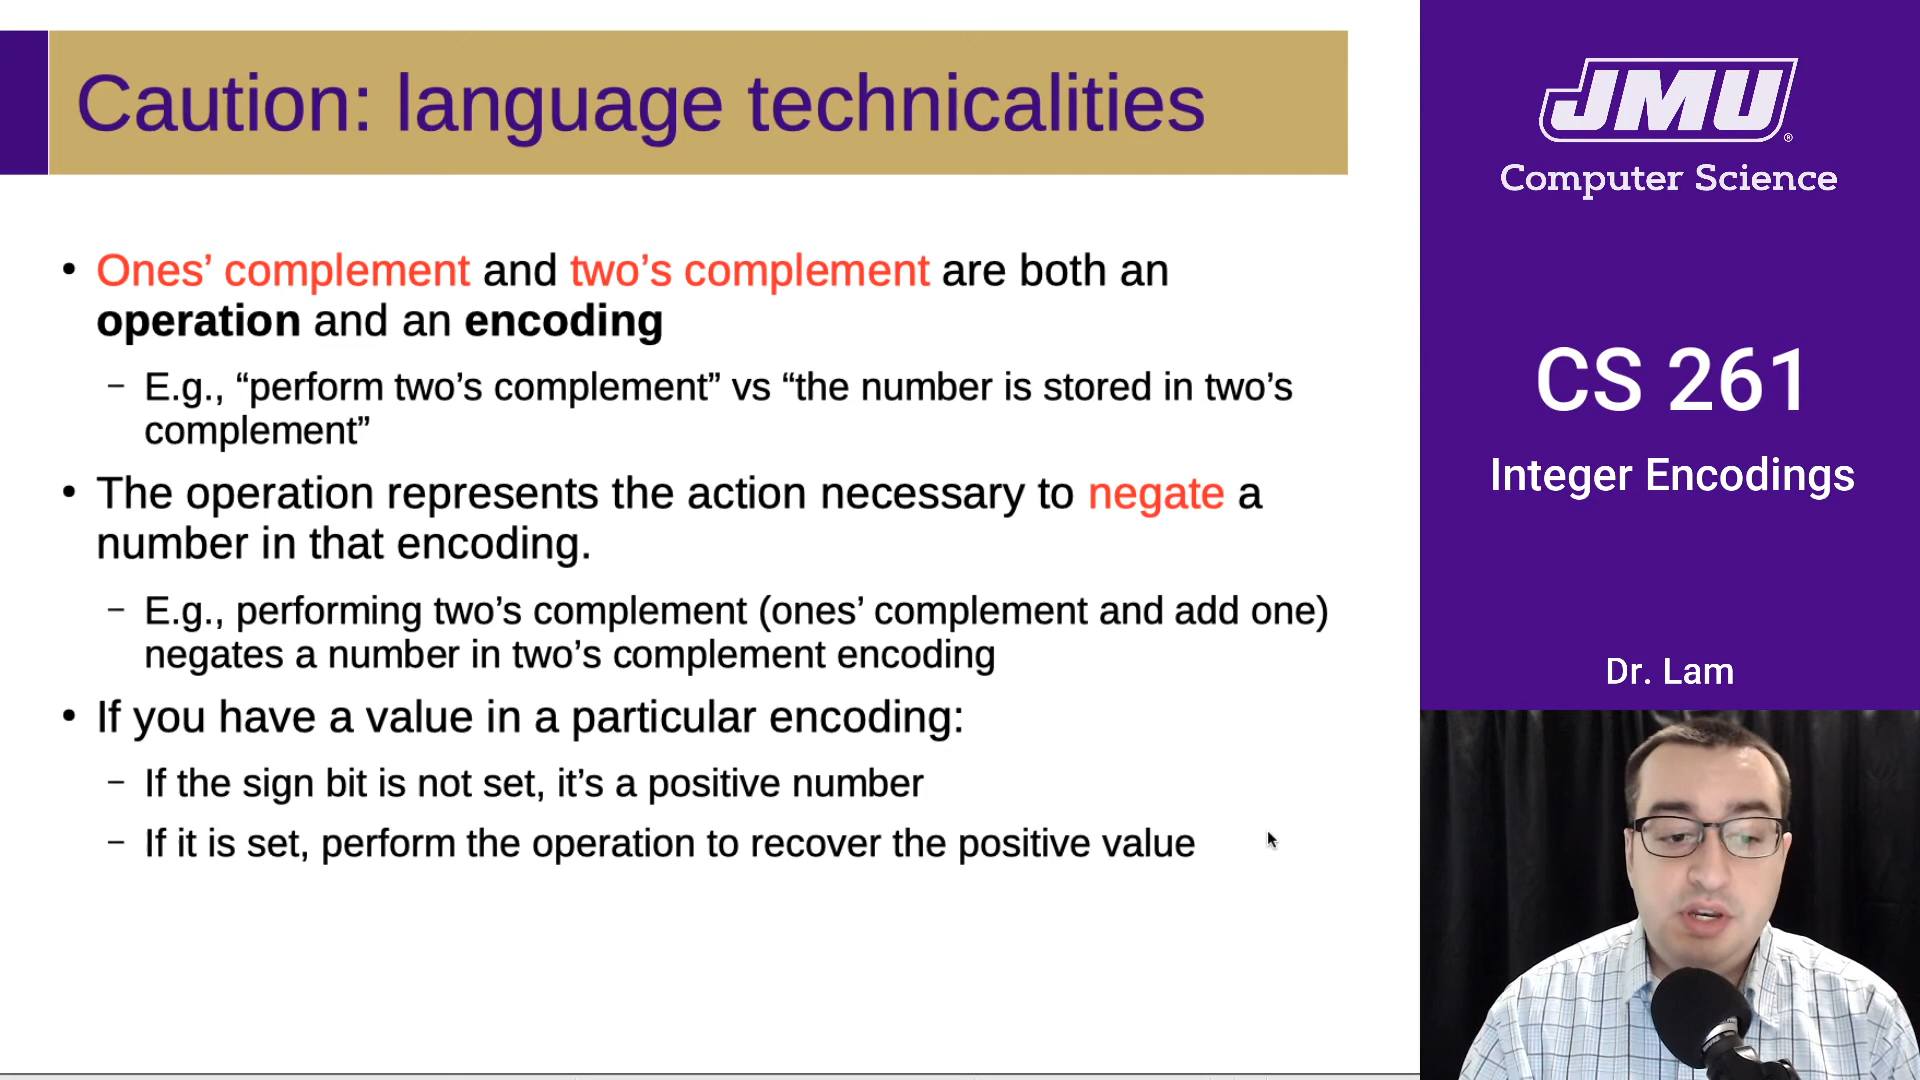 Caution: language technicalities
• Ones’ complement and two’s complement are both an
operation and an encoding
– E.g., “perform two’s complement” vs “the number is stored in two’s
complement”
• The operation represents the action necessary to negate a
number in that encoding.
– E.g., performing two’s complement (ones’ complement and add one)
negates a number in two’s complement encoding
• If you have a value in a particular encoding:
– If the sign bit is not set, it’s a positive number
– If it is set, perform the operation to recover the positive value
JMU®
Computer Science
CS 261
Integer Encodings
Dr. Lam